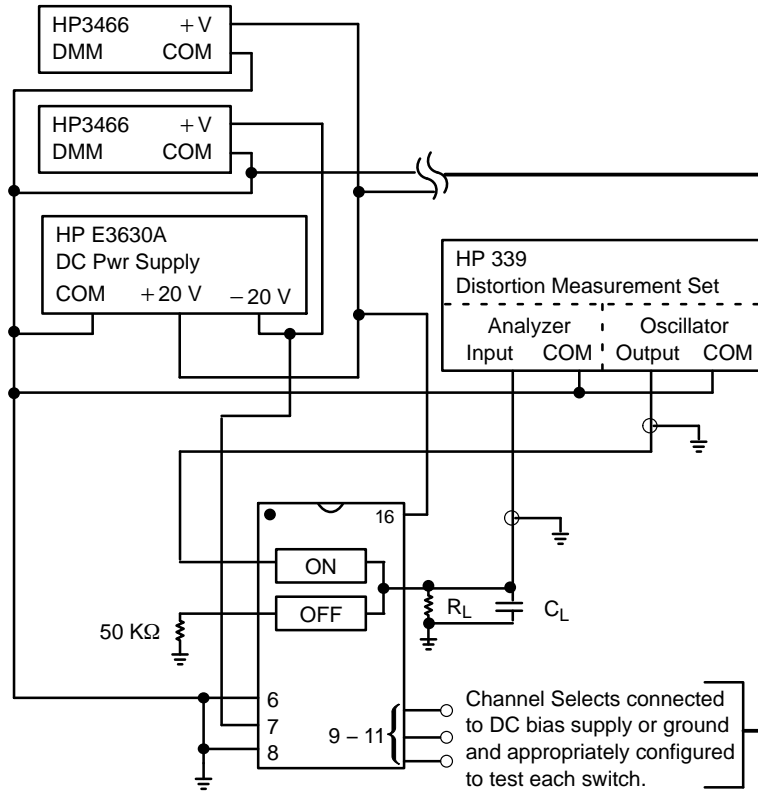 HP3466 +V
DMM COM
HP3466 +V
DMM COM
HP E3630A
DC Pwr Supply
COM +20 V −20 V
HP 339
Distortion Measurement Set
Analyzer Oscillator
Input COM Output COM
16
ON
OFF
50 KΩ
RL
CL
6
7
8
9 – 11
Channel Selects connected
to DC bias supply or ground
and appropriately configured
to test each switch.